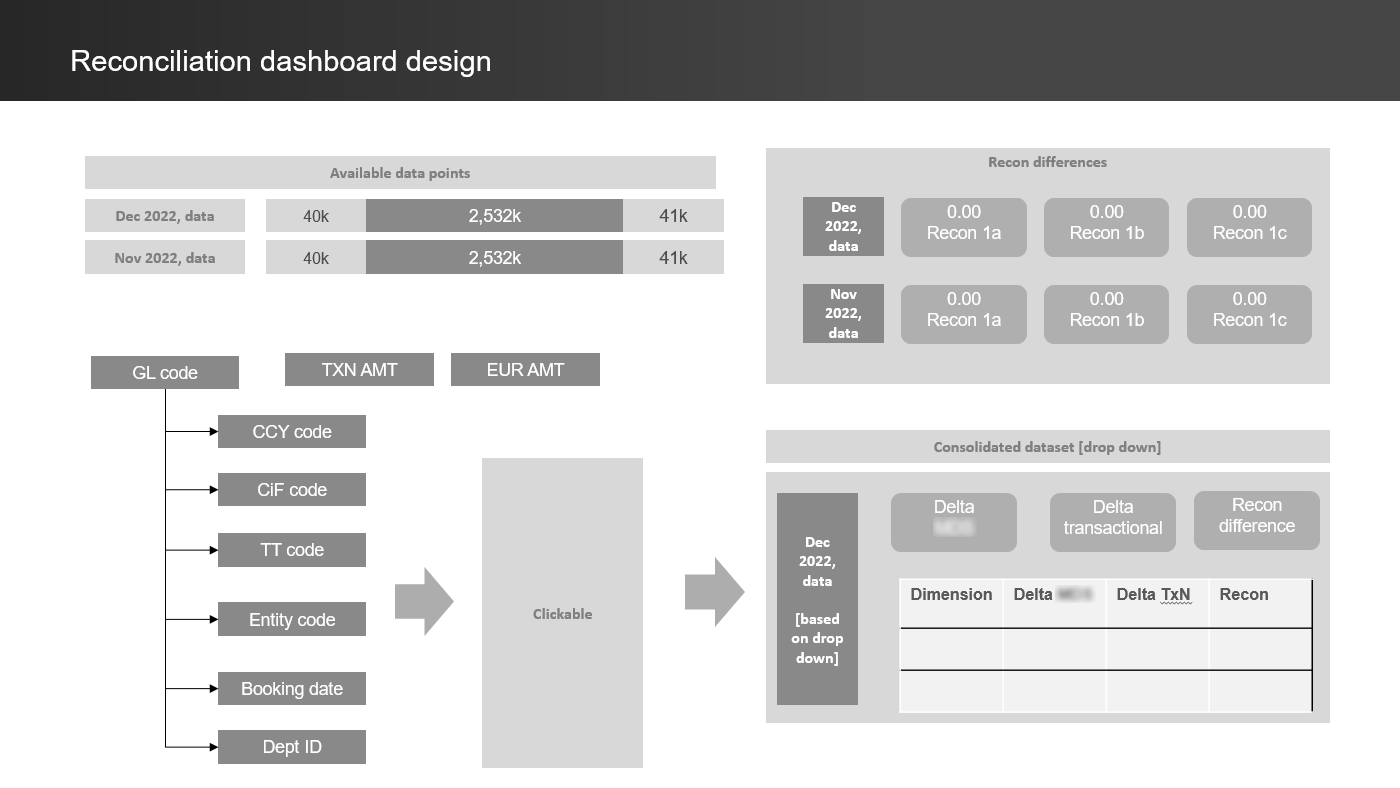 Reconciliation dashboard design
Available data points
Dec 2022, data
40k
2,532k
41k
Nov 2022, data
40k
2,532k
41k
Recon differences
Dec
2022,
data
0.00
Recon 1a
0.00
Recon 1b
0.00
Recon 1c
Nov
2022,
data
0.00
Recon 1a
0.00
Recon 1b
0.00
Recon 1c
GL code
TXN AMT
EUR AMT
CCY code
CiF code
TT code
Entity code
Booking date
Dept ID
Clickable
Consolidated dataset [drop down]
Dec
2022,
data
[based
on drop
down]
Delta
Delta
transactional
Recon
difference
Dimension
Delta
Delta TxN
Recon